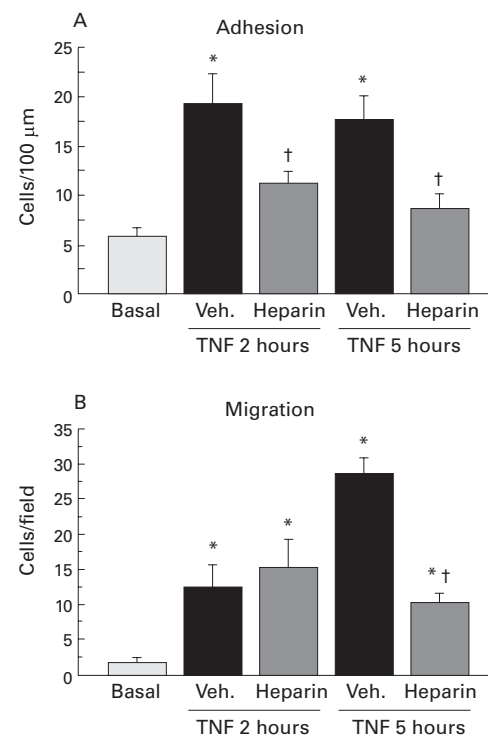 A
Adhesion
25
20
15
10
5
0
Cells/100 μm
*
†
*
†
Basal Veh. Heparin Veh. Heparin
TNF 2 hours TNF 5 hours
B
Migration
35
30
25
20
15
10
5
0
Cells/field
*
*
*
* †
Basal Veh. Heparin Veh. Heparin
TNF 2 hours TNF 5 hours